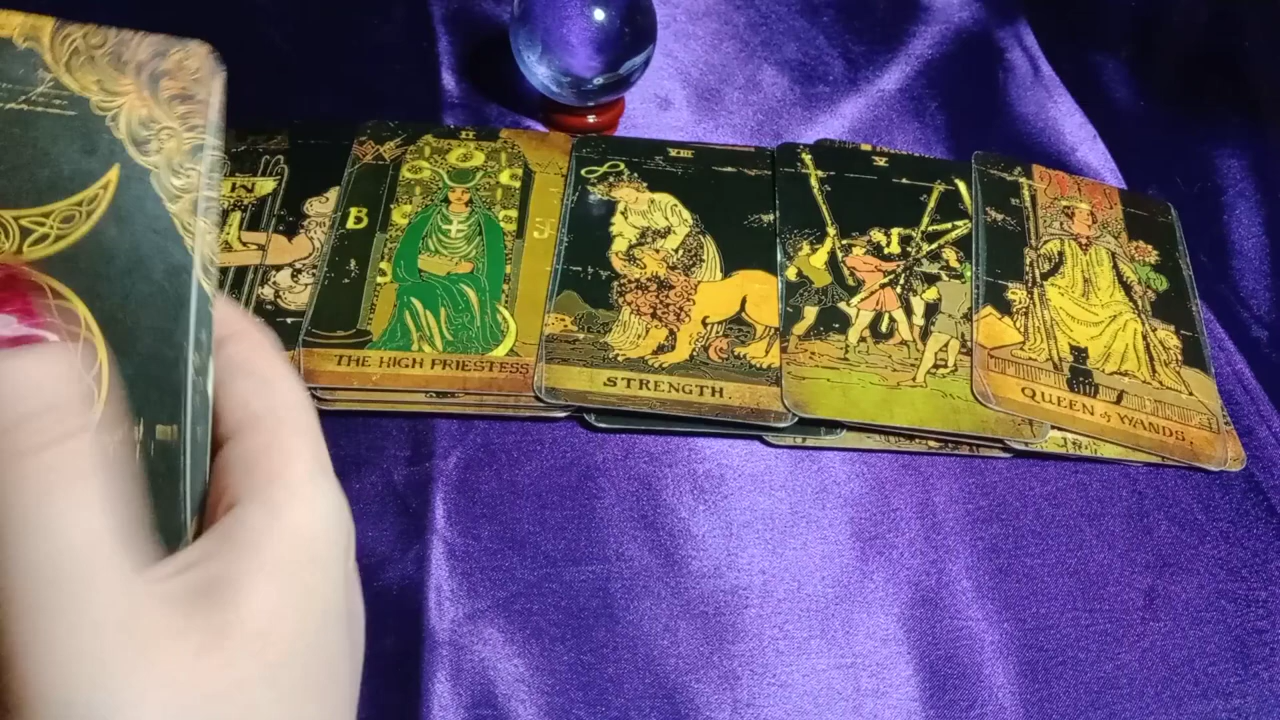 II
B
THE HIGH PRIESTESS
VIII
STRENGTH.
V
QUEEN of WANDS.